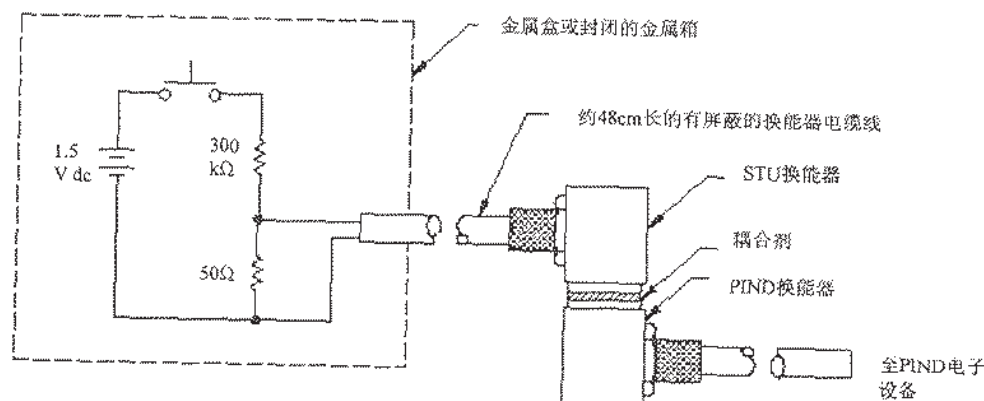 金属盒或封闭的金属箱
约48cm长的有屏蔽的换能器电缆线
1.5
V dc
300
kΩ
STU换能器
耦合剂
50Ω
PIND换能器
至PIND电子
设备